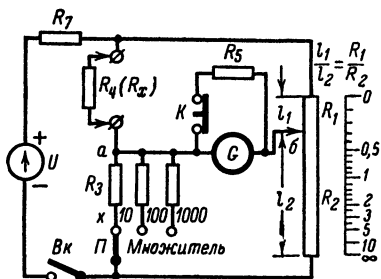 R₇
l₁/l₂ = R₁/R₂
R₅
R₄ (Rₓ)
К
l₁
R₁
0
+
U
−
а
G
б
0,5
R₃
l₂
R₂
1
2
3
5
10
∞
х 10 100 1000
Вк
П Множитель